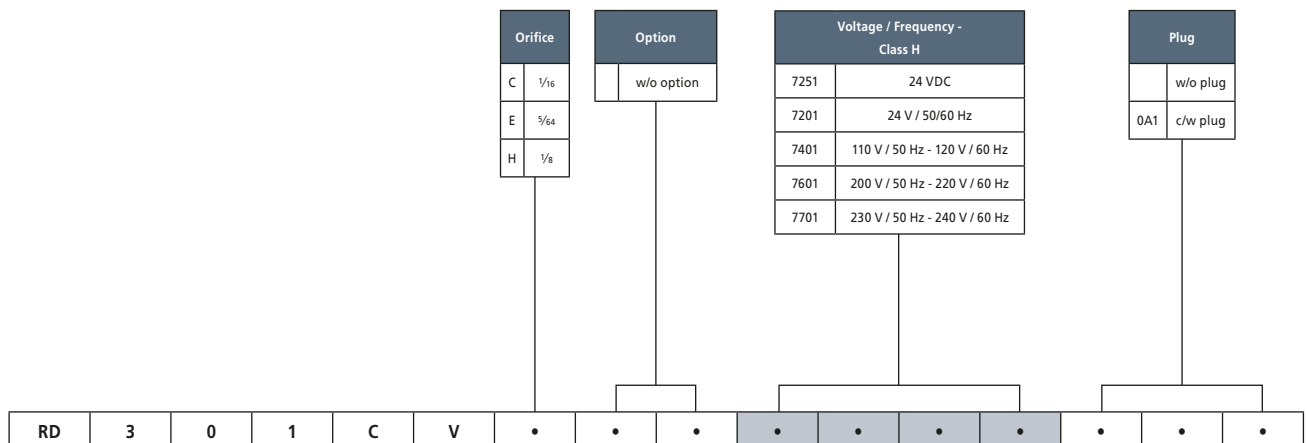 Orifice
C 1/16
E 5/64
H 1/8
Option
w/o option
Voltage / Frequency -
Class H
7251 24 VDC
7201 24 V / 50/60 Hz
7401 110 V / 50 Hz - 120 V / 60 Hz
7601 200 V / 50 Hz - 220 V / 60 Hz
7701 230 V / 50 Hz - 240 V / 60 Hz
Plug
w/o plug
0A1 c/w plug
RD 3 0 1 C V • • • • • • • • • •